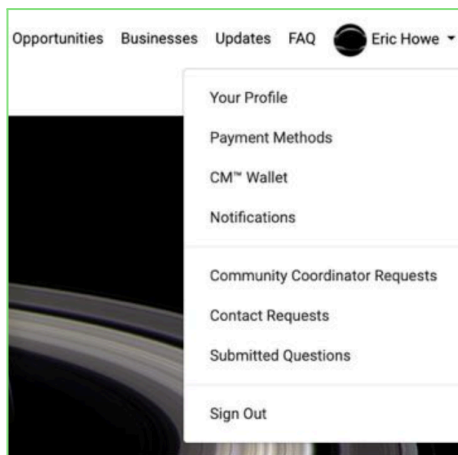 Opportunities Businesses Updates FAQ Eric Howe
Your Profile
Payment Methods
CM™ Wallet
Notifications
Community Coordinator Requests
Contact Requests
Submitted Questions
Sign Out